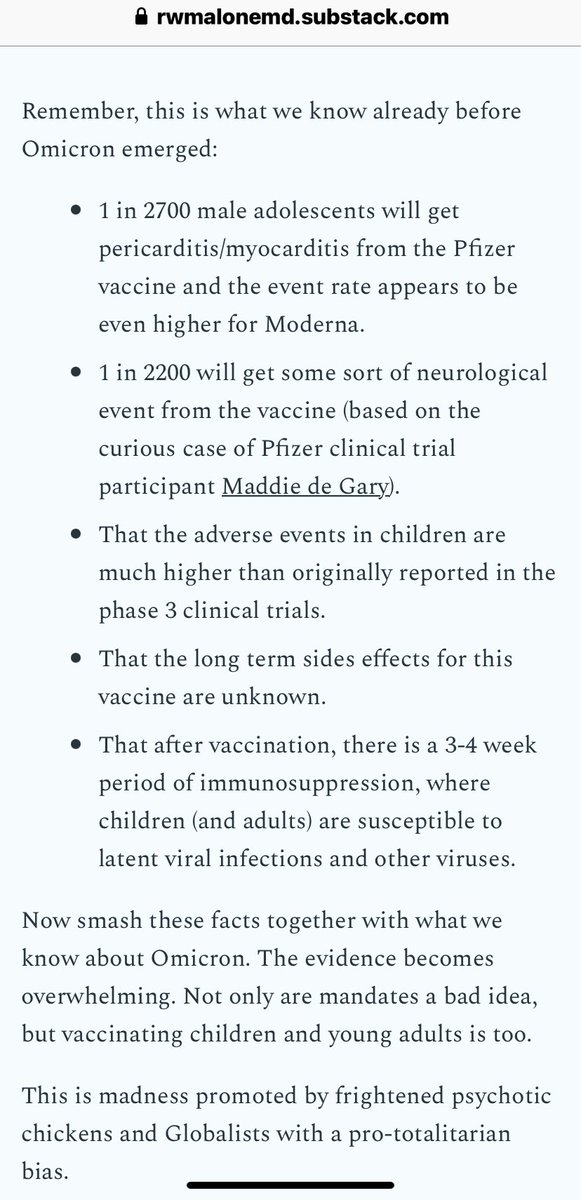 rwmalonemd.substack.com
Remember, this is what we know already before
Omicron emerged:
• 1 in 2700 male adolescents will get
pericarditis/myocarditis from the Pfizer
vaccine and the event rate appears to be
even higher for Moderna.
• 1 in 2200 will get some sort of neurological
event from the vaccine (based on the
curious case of Pfizer clinical trial
participant Maddie de Gary).
• That the adverse events in children are
much higher than originally reported in the
phase 3 clinical trials.
• That the long term sides effects for this
vaccine are unknown.
• That after vaccination, there is a 3-4 week
period of immunosuppression, where
children (and adults) are susceptible to
latent viral infections and other viruses.
Now smash these facts together with what we
know about Omicron. The evidence becomes
overwhelming. Not only are mandates a bad idea,
but vaccinating children and young adults is too.
This is madness promoted by frightened psychotic
chickens and Globalists with a pro-totalitarian
bias.